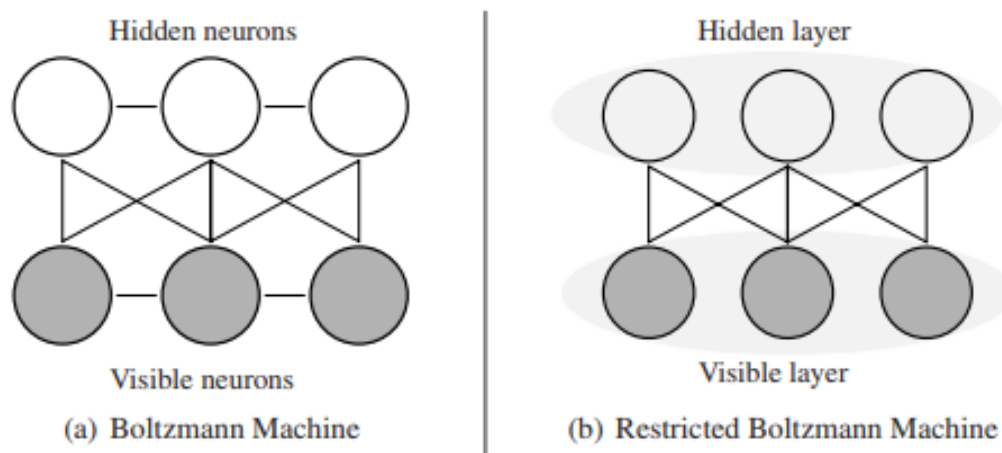 Hidden neurons
Visible neurons
(a) Boltzmann Machine
Hidden layer
Visible layer
(b) Restricted Boltzmann Machine